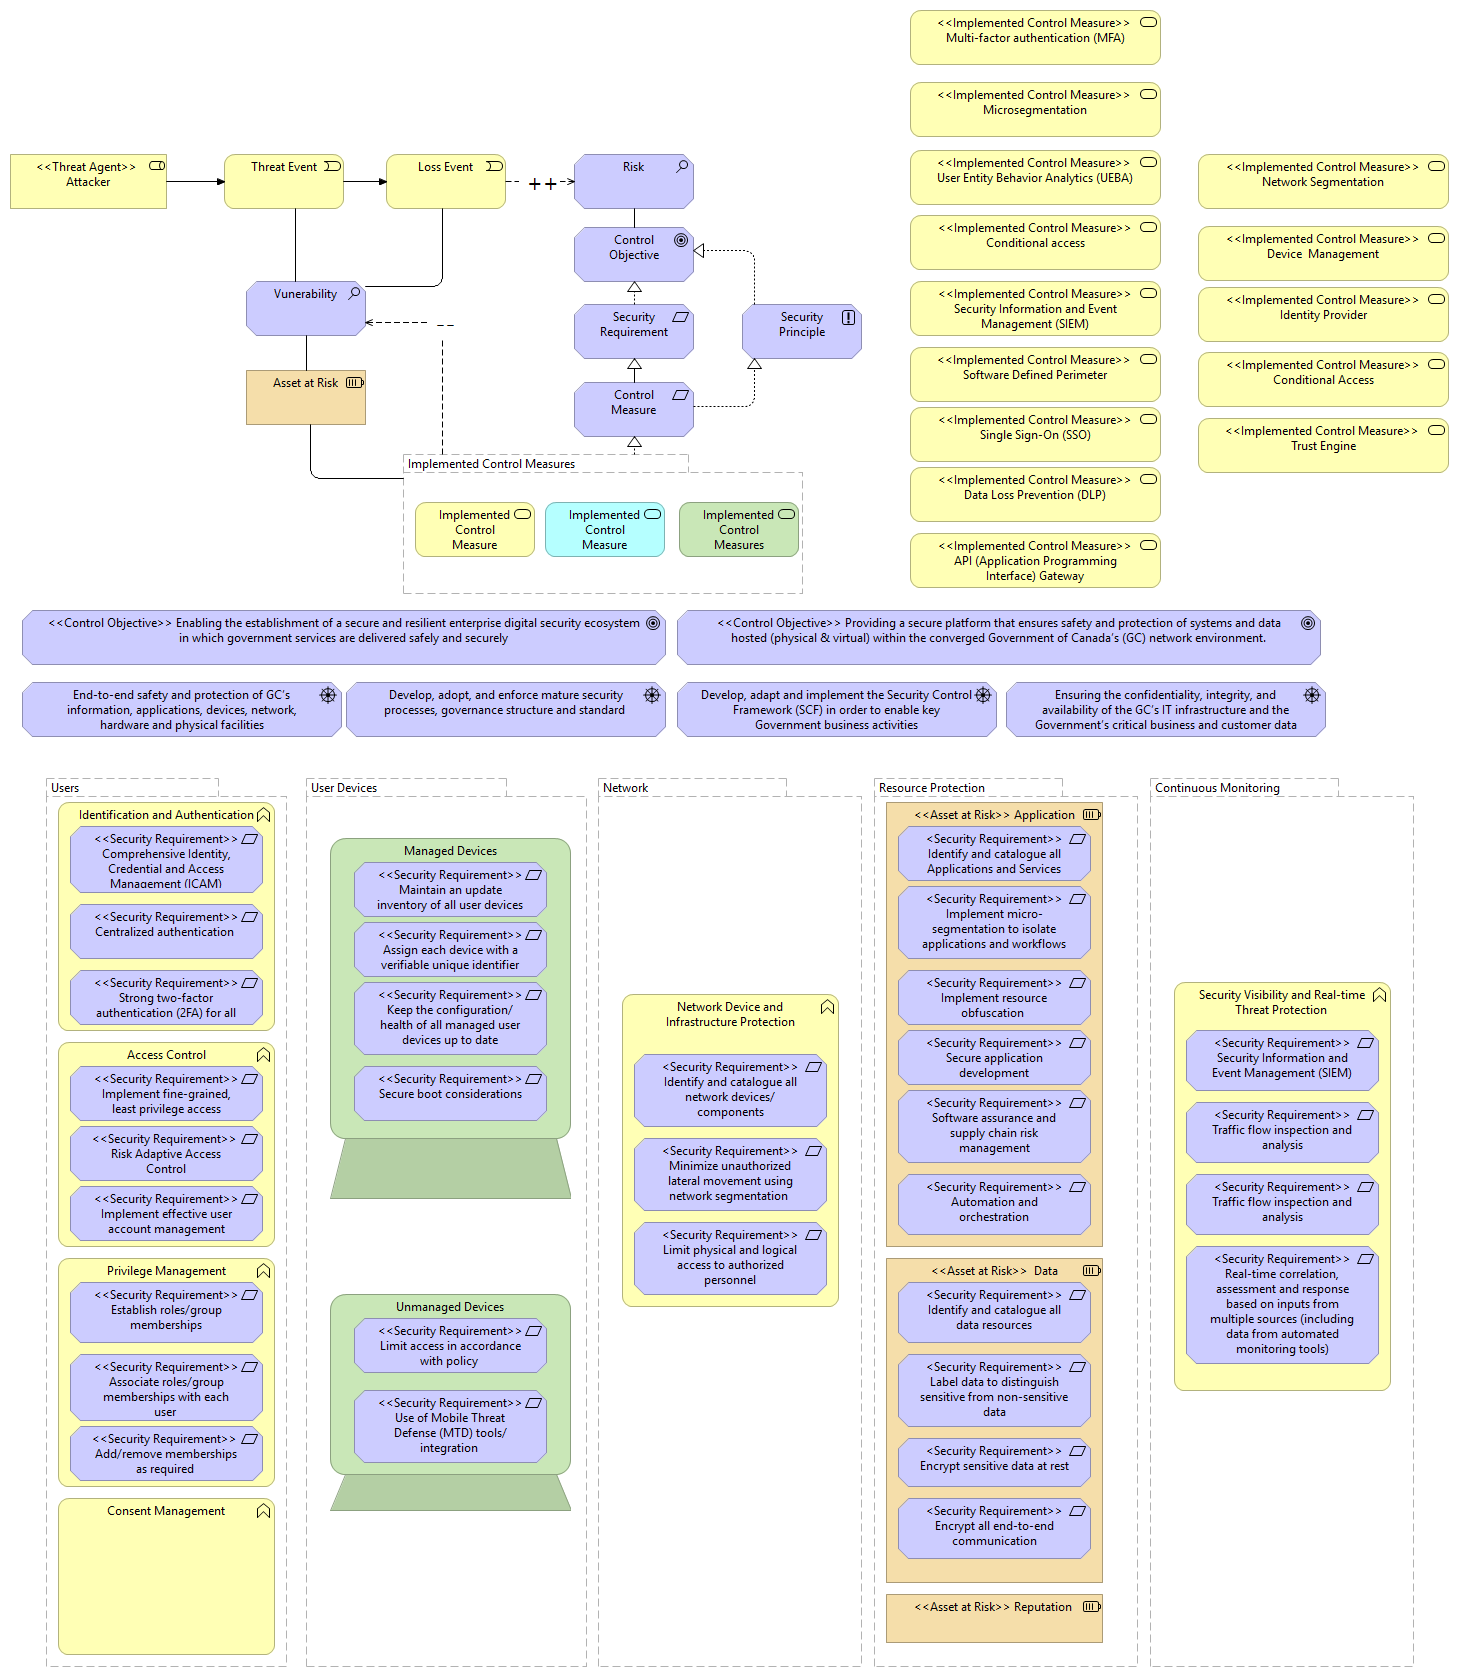 <<Implemented Control Measure>>
Multi-factor authentication (MFA)
<<Implemented Control Measure>>
Microsegmentation
<<Implemented Control Measure>>
User Entity Behavior Analytics (UEBA)
<<Implemented Control Measure>>
Conditional access
<<Implemented Control Measure>>
Security Information and Event
Management (SIEM)
<<Implemented Control Measure>>
Software Defined Perimeter
<<Implemented Control Measure>>
Single Sign-On (SSO)
<<Implemented Control Measure>>
Data Loss Prevention (DLP)
<<Implemented Control Measure>>
API (Application Programming
Interface) Gateway
<<Implemented Control Measure>>
Network Segmentation
<<Implemented Control Measure>>
Device  Management
<<Implemented Control Measure>>
Identity Provider
<<Implemented Control Measure>>
Conditional Access
<<Implemented Control Measure>>
Trust Engine
<<Threat Agent>>
Attacker
Threat Event
Loss Event
++
Risk
Control
Objective
Vunerability
Security
Requirement
Security
Principle
Asset at Risk
Control
Measure
Implemented Control Measures
Implemented
Control
Measure
Implemented
Control
Measure
Implemented
Control
Measures
<<Control Objective>> Enabling the establishment of a secure and resilient enterprise digital security ecosystem
in which government services are delivered safely and securely
<<Control Objective>> Providing a secure platform that ensures safety and protection of systems and data
hosted (physical & virtual) within the converged Government of Canada's (GC) network environment.
End-to-end safety and protection of GC's
information, applications, devices, network,
hardware and physical facilities
Develop, adopt, and enforce mature security
processes, governance structure and standard
Develop, adapt and implement the Security Control
Framework (SCF) in order to enable key
Government business activities
Ensuring the confidentiality, integrity, and
availability of the GC's IT infrastructure and the
Government's critical business and customer data
Users
Identification and Authentication
<<Security Requirement>>
Comprehensive Identity,
Credential and Access
Management (ICAM)
<<Security Requirement>>
Centralized authentication
<<Security Requirement>>
Strong two-factor
authentication (2FA) for all
Access Control
<<Security Requirement>>
Implement fine-grained,
least privilege access
<<Security Requirement>>
Risk Adaptive Access
Control
<<Security Requirement>>
Implement effective user
account management
Privilege Management
<<Security Requirement>>
Establish roles/group
memberships
<<Security Requirement>>
Associate roles/group
memberships with each
user
<<Security Requirement>>
Add/remove memberships
as required
Consent Management
User Devices
Managed Devices
<<Security Requirement>>
Maintain an update
inventory of all user devices
<<Security Requirement>>
Assign each device with a
verifiable unique identifier
<<Security Requirement>>
Keep the configuration/
health of all managed user
devices up to date
<<Security Requirement>>
Secure boot considerations
Unmanaged Devices
<<Security Requirement>>
Limit access in accordance
with policy
<<Security Requirement>>
Use of Mobile Threat
Defense (MTD) tools/
integration
Network
Network Device and
Infrastructure Protection
<<Security Requirement>>
Identify and catalogue all
network devices/
components
<<Security Requirement>>
Minimize unauthorized
lateral movement using
network segmentation
<<Security Requirement>>
Limit physical and logical
access to authorized
personnel
Resource Protection
<<Asset at Risk>> Application
<Security Requirement>>
Identify and catalogue all
Applications and Services
<Security Requirement>>
Implement micro-
segmentation to isolate
applications and workflows
<Security Requirement>>
Implement resource
obfuscation
<Security Requirement>>
Secure application
development
<Security Requirement>>
Software assurance and
supply chain risk
management
<Security Requirement>>
Automation and
orchestration
<<Asset at Risk>>  Data
<Security Requirement>>
Identify and catalogue all
data resources
<Security Requirement>>
Label data to distinguish
sensitive from non-sensitive
data
<Security Requirement>>
Encrypt sensitive data at rest
<Security Requirement>>
Encrypt all end-to-end
communication
<<Asset at Risk>> Reputation
Continuous Monitoring
Security Visibility and Real-time
Threat Protection
<Security Requirement>>
Security Information and
Event Management (SIEM)
<Security Requirement>>
Traffic flow inspection and
analysis
<Security Requirement>>
Traffic flow inspection and
analysis
<Security Requirement>>
Real-time correlation,
assessment and response
based on inputs from
multiple sources (including
data from automated
monitoring tools)